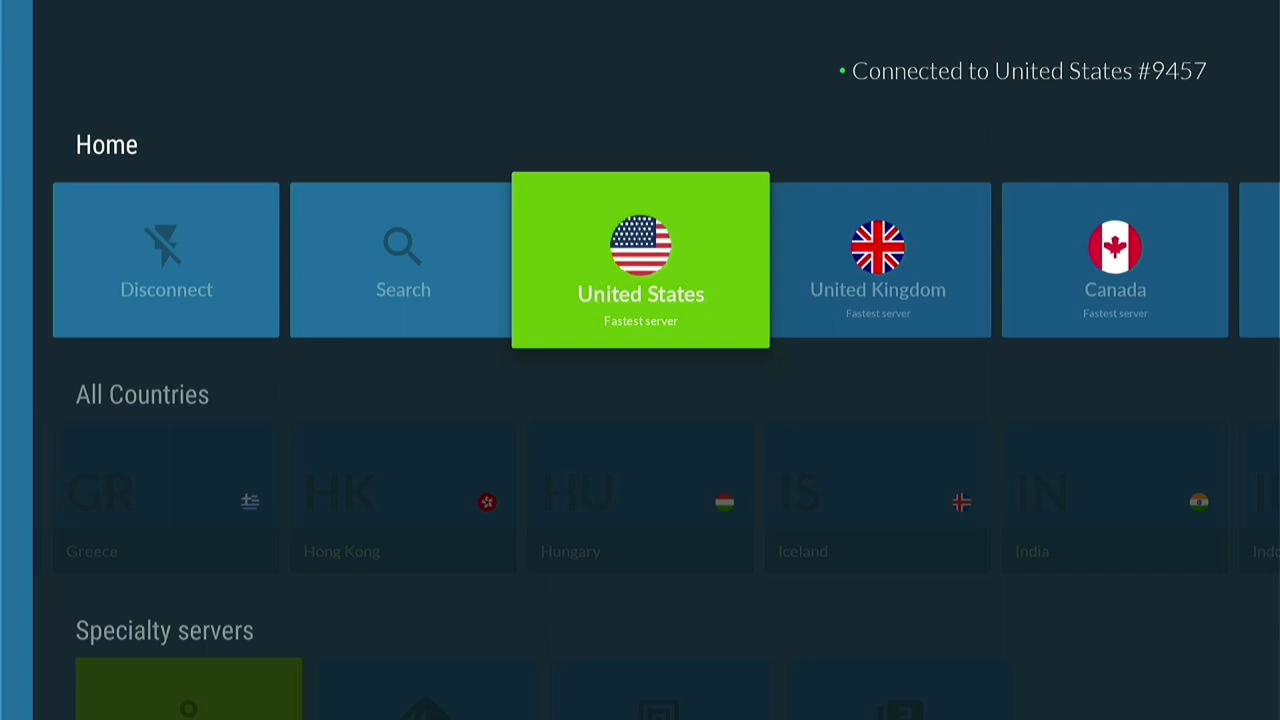 Connected to United States #9457
Home
Disconnect
Search
United States
Fastest server
United Kingdom
Fastest server
Canada
Fastest server
All Countries
GR
HK
HU
IS
IN
Greece
Hong Kong
Hungary
Iceland
India
Specialty servers